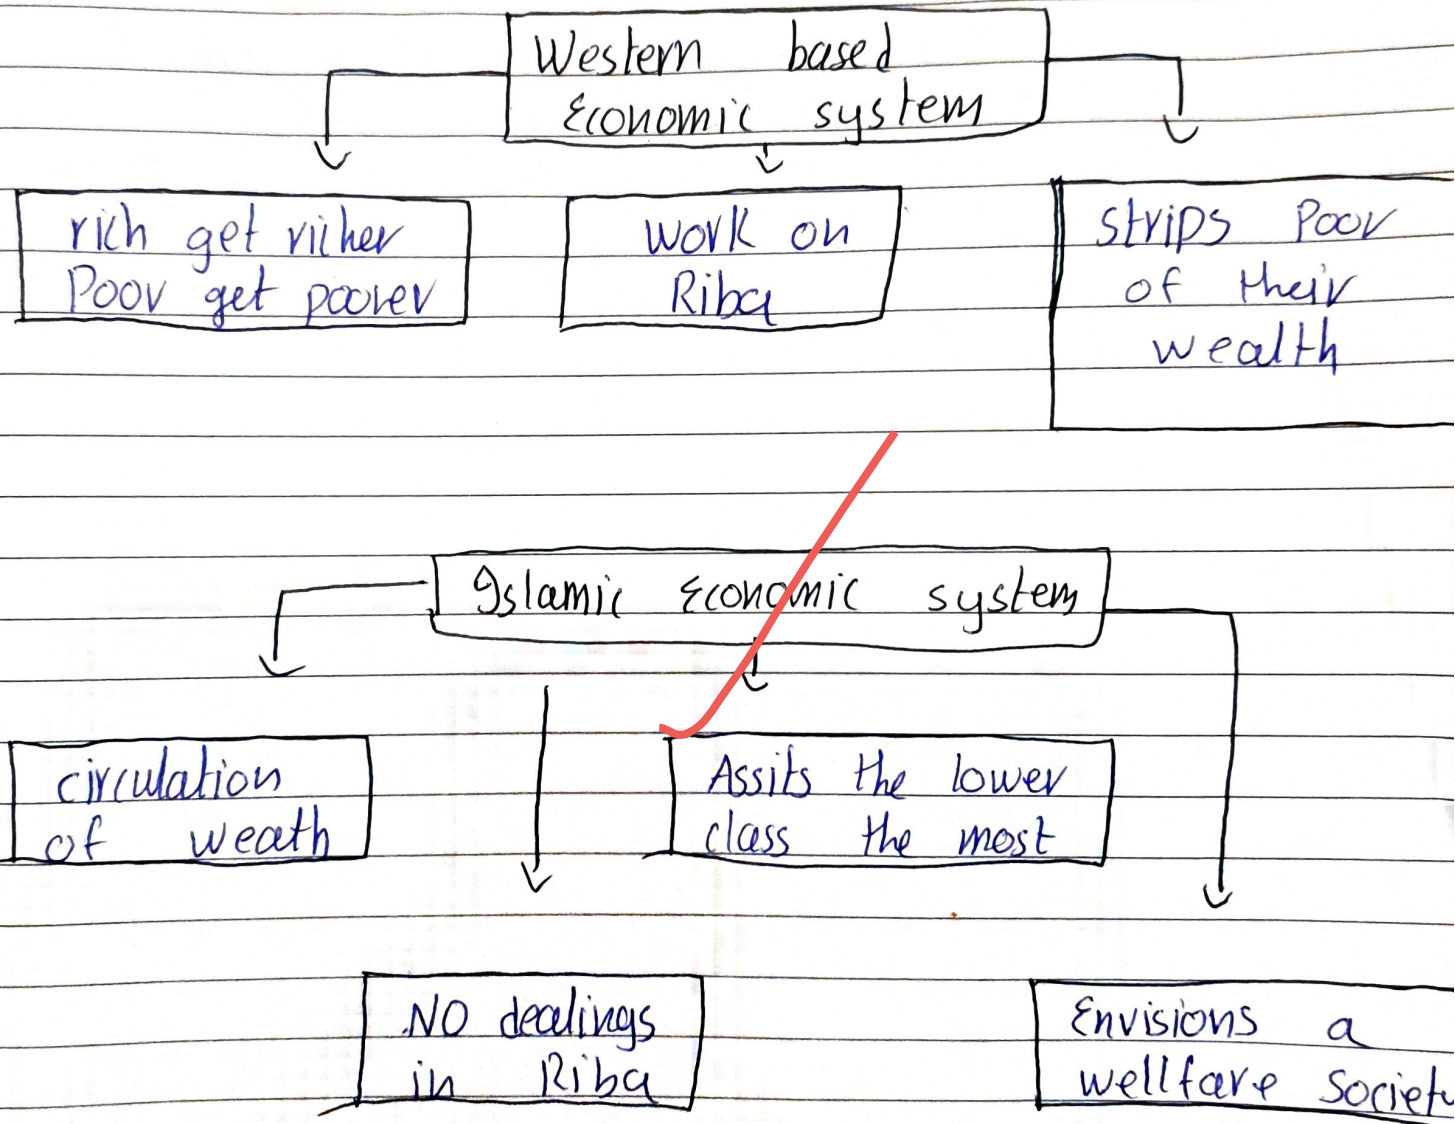 Western based
Economic system
rich get richer
Poor get poorer
work on
Riba
strips Poor
of their
wealth
Islamic Economic system
circulation
of weath
Assits the lower
class the most
NO dealings
in Riba
Envisions a
wellfare Society